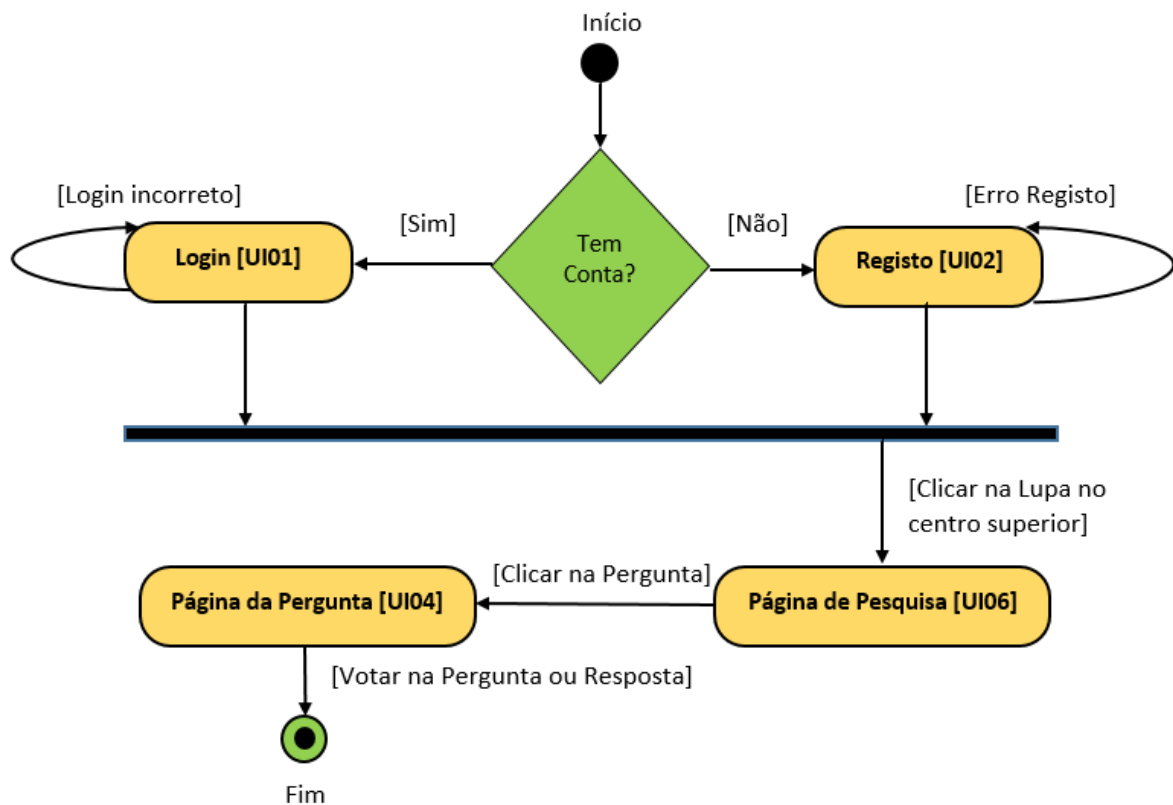 Início
[Login incorreto]
[Erro Registo]
[Sim]
[Não]
Login [UI01]
Tem
Conta?
Registo [UI02]
[Clicar na Lupa no
centro superior]
[Clicar na Pergunta]
Página da Pergunta [UI04]
Página de Pesquisa [UI06]
[Votar na Pergunta ou Resposta]
Fim